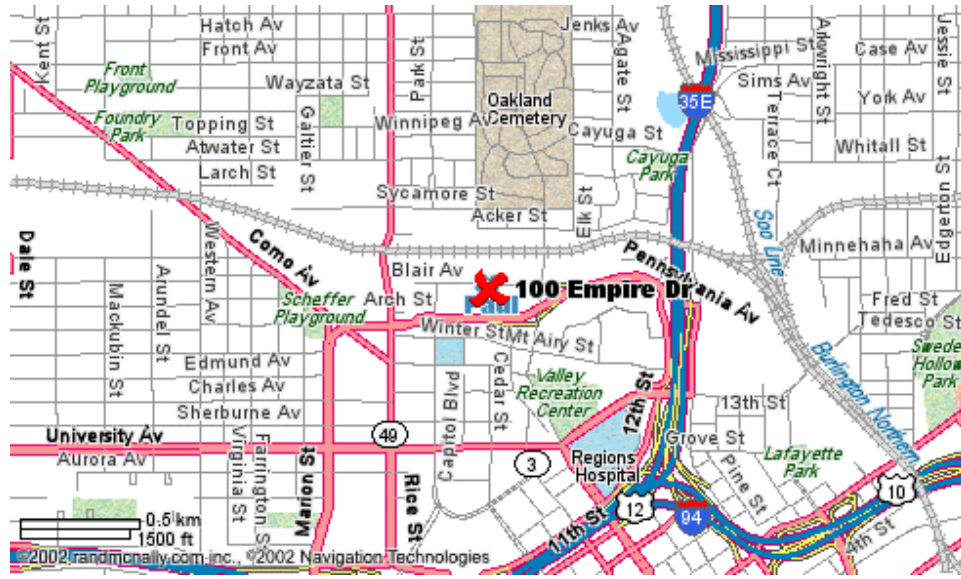 Kent St
Hatch Av
Front Av
Park St
Jenks Av
Agate St
Mississippi St
Arkwright St
Case Av
Jessie St
Front
Playground
Wayzata St
Sims Av
Foundry
Park
Galtier St
Oakland
Cemetery
35E
Terrace Ct
York Av
Topping St
Winnipeg Av
Cayuga St
Atwater St
Whitall St
Larch St
Cayuga
Park
Sycamore St
Acker St
Elk St
Edgerton St
Dale St
Western Av
Como Av
Soo Line
Minnehaha Av
Pennsylvania Av
Blair Av
Mackubin St
Arundel St
Scheffer
Playground
Arch St
Paul
100 Empire Dr
Fred St
Tedesco St
Winter St
Mt Airy St
Burlington Northern
Swede
Hollow
Park
Edmund Av
Charles Av
Sherburne Av
Capitol Blvd
Cedar St
Valley
Recreation
Center
12th St
13th St
University Av
49
Grove St
Aurora Av
Virginia St
Farrington St
Marion St
Rice St
3
Regions
Hospital
Pine St
Lafayette
Park
10
12
94
11th St
4th St
0.5 km
1500 ft
©2002 randmcnally.com inc., ©2002 Navigation Technologies